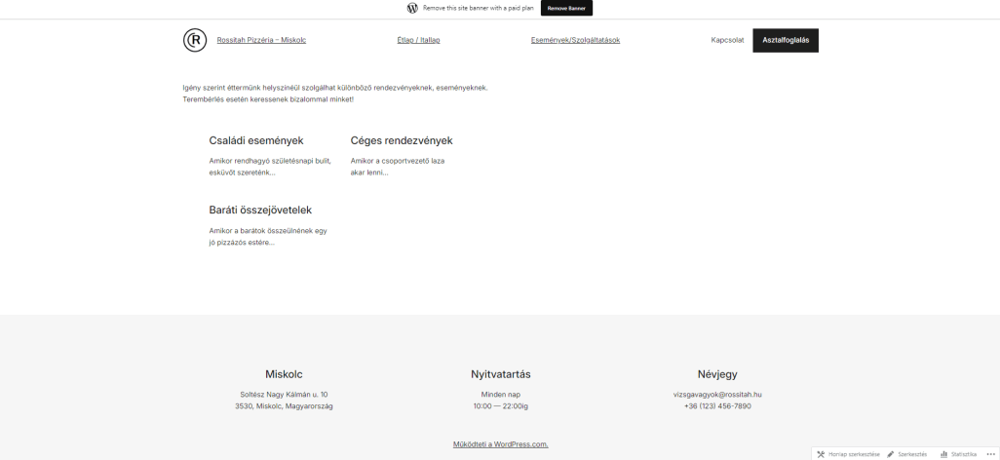 Remove this site banner with a paid plan Remove Banner
R Rossitah Pizzéria – Miskolc Étlap / Itallap Események/Szolgáltatások Kapcsolat Asztalfoglalás
Igény szerint éttermünk helyszínéül szolgálhat különböző rendezvényeknek, eseményeknek.
Terembérlés esetén keressenek bizalommal minket!
Családi események
Amikor rendhagyó születésnapi bulit,
esküvőt szereténk...
Céges rendezvények
Amikor a csoportvezető laza
akar lenni...
Baráti összejövetelek
Amikor a barátok összeülnének egy
jó pizzázós estére...
Miskolc
Soltész Nagy Kálmán u. 10
3530, Miskolc, Magyarország
Nyitvatartás
Minden nap
10:00 — 22:00ig
Névjegy
vizsgavagyok@rossitah.hu
+36 (123) 456-7890
Működteti a WordPress.com.
Honlap szerkesztése Szerkesztés Statisztika